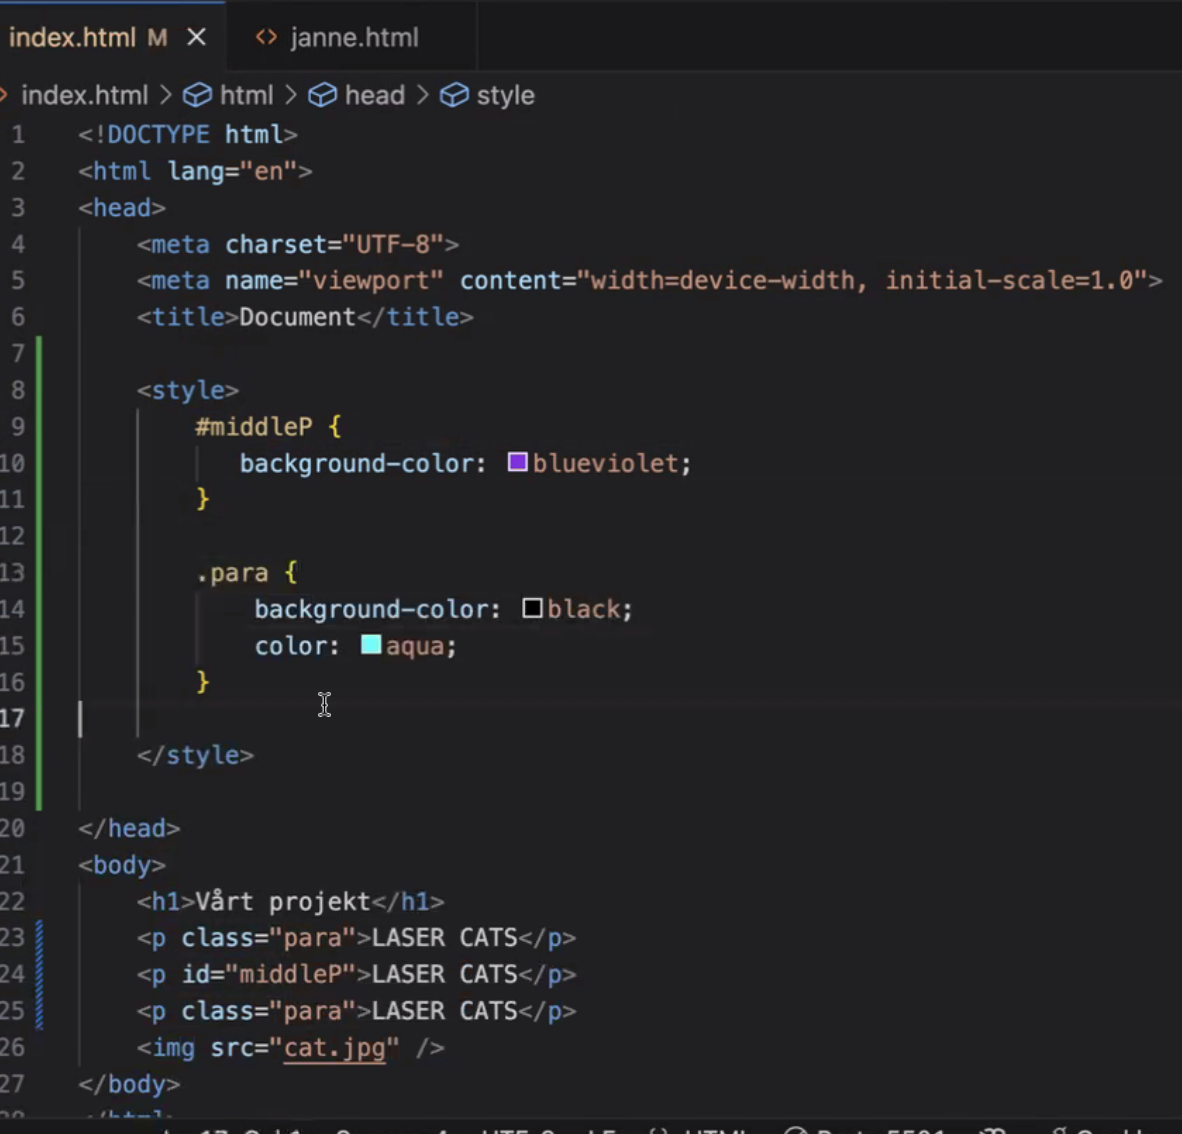 index.html M
janne.html
index.html > html > head > style
1 <!DOCTYPE html>
2 <html lang="en">
3 <head>
4 <meta charset="UTF-8">
5 <meta name="viewport" content="width=device-width, initial-scale=1.0">
6 <title>Document</title>
7
8 <style>
9 #middleP {
10 background-color: blueviolet;
11 }
12
13 .para {
14 background-color: black;
15 color: aqua;
16 }
17
18 </style>
19
20 </head>
21 <body>
22 <h1>Vårt projekt</h1>
23 <p class="para">LASER CATS</p>
24 <p id="middleP">LASER CATS</p>
25 <p class="para">LASER CATS</p>
26 <img src="cat.jpg" />
27 </body>
28 </html>